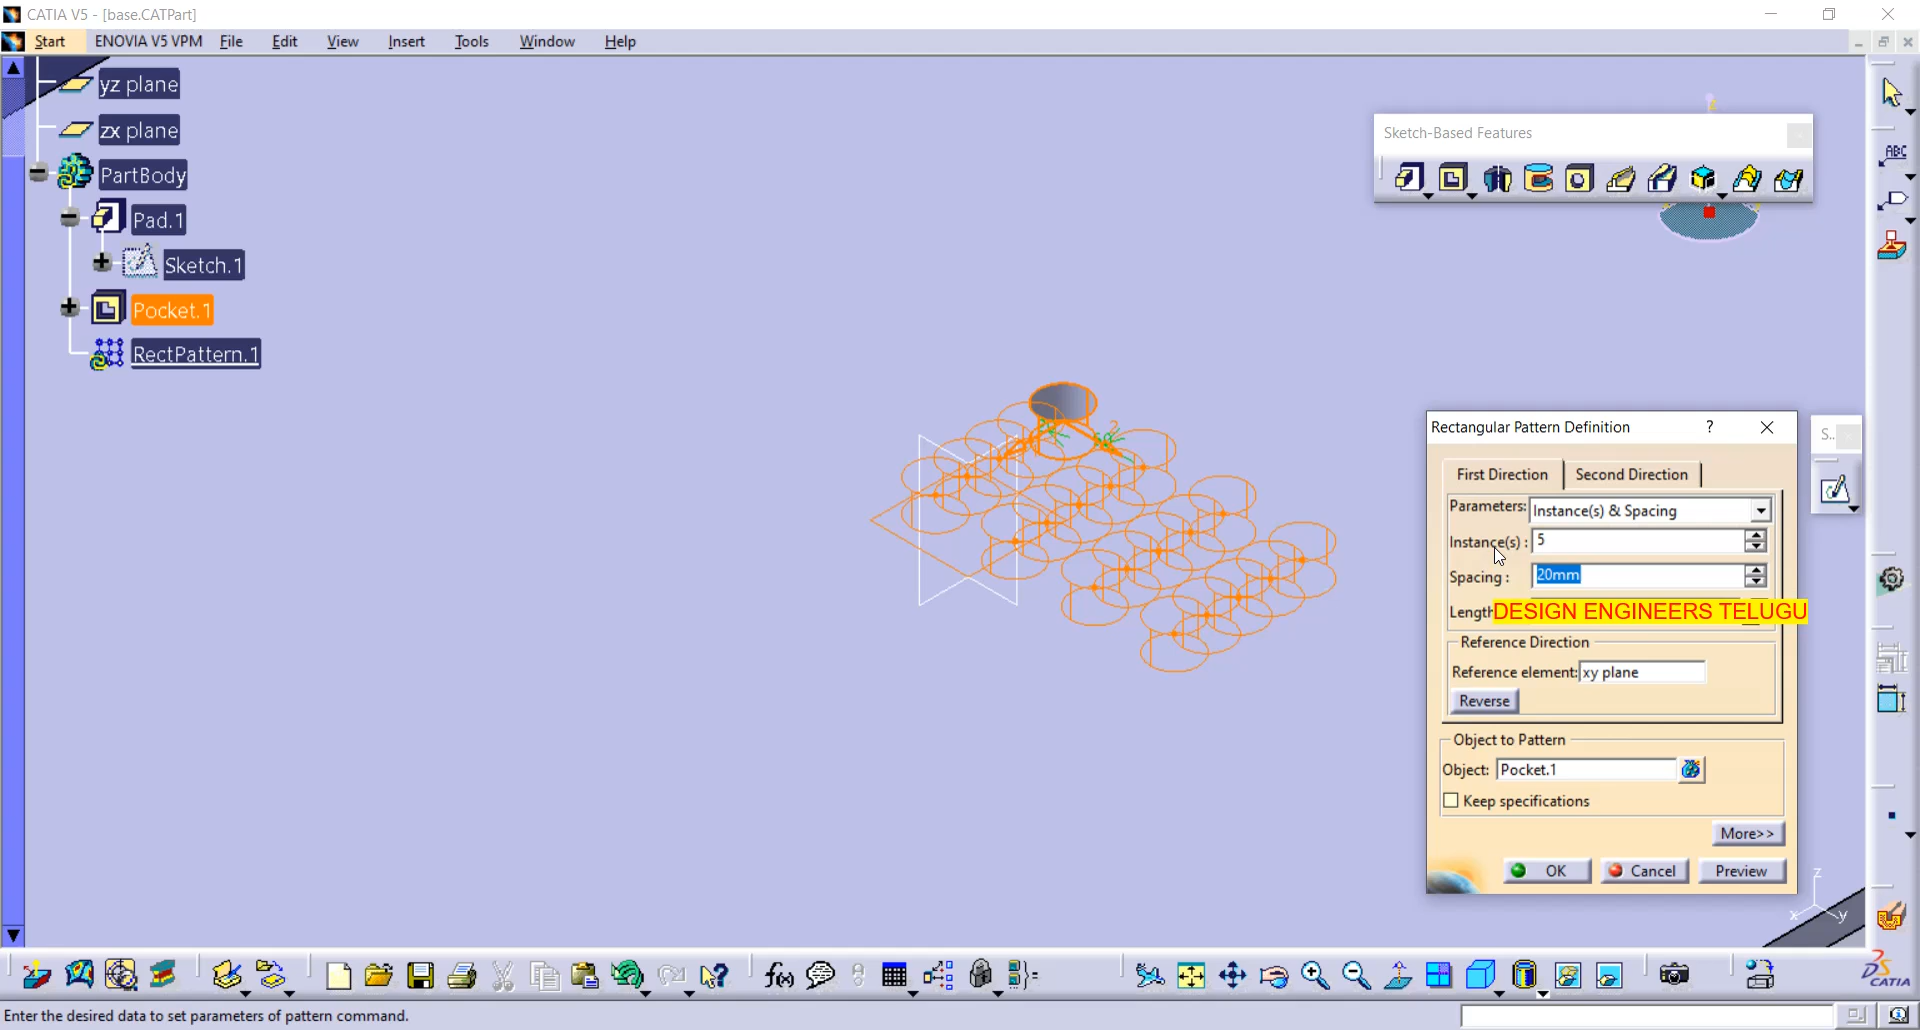 CATIA V5 - [base.CATPart]
Start ENOVIA V5 VPM File Edit View Insert Tools Window Help
yz plane
zx plane
PartBody
Pad.1
Sketch.1
Pocket.1
RectPattern.1
Sketch-Based Features
ABC
Rectangular Pattern Definition ?
S...
First Direction Second Direction
Parameters: Instance(s) & Spacing
Instance(s) : 5
Spacing : 20mm
Length DESIGN ENGINEERS TELUGU
Reference Direction
Reference element: xy plane
Reverse
Object to Pattern
Object: Pocket.1
Keep specifications
More>>
OK Cancel Preview
z
x y
f(x)
CATIA
Enter the desired data to set parameters of pattern command.